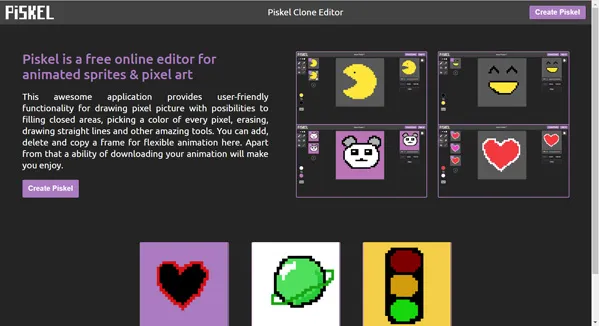 PiSKEL
Piskel Clone Editor
Create Piskel
Piskel is a free online editor for
animated sprites & pixel art
This awesome application provides user-friendly
functionality for drawing pixel picture with posibilities to
filling closed areas, picking a color of every pixel, erasing,
drawing straight lines and other amazing tools. You can add,
delete and copy a frame for flexible animation here. Apart
from that a ability of downloading your animation will make
you enjoy.
Create Piskel